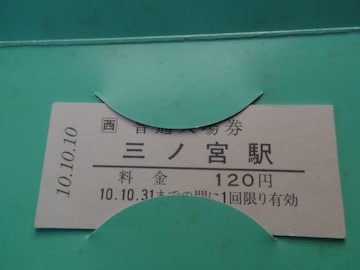 10.10.10
西 普通入場券
三ノ宮駅
料金 120円
10.10.31までの間に1回限り有効